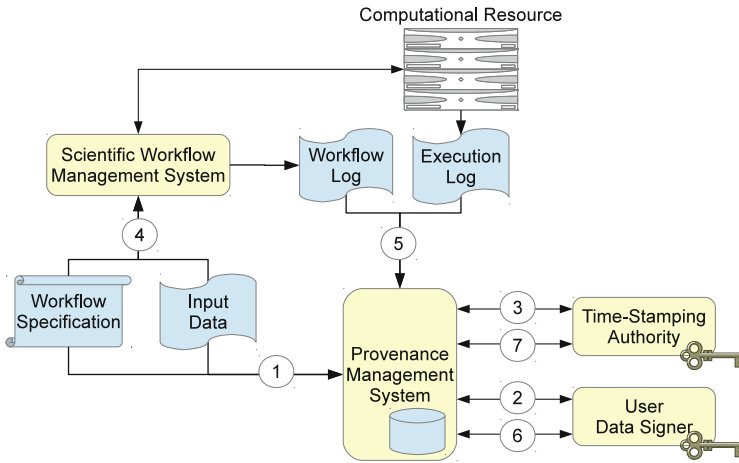 Computational Resource
Scientific Workflow
Management System
Workflow
Log
Execution
Log
4
5
Workflow
Specification
Input
Data
Provenance
Management
System
3
7
Time-Stamping
Authority
1
2
6
User
Data Signer